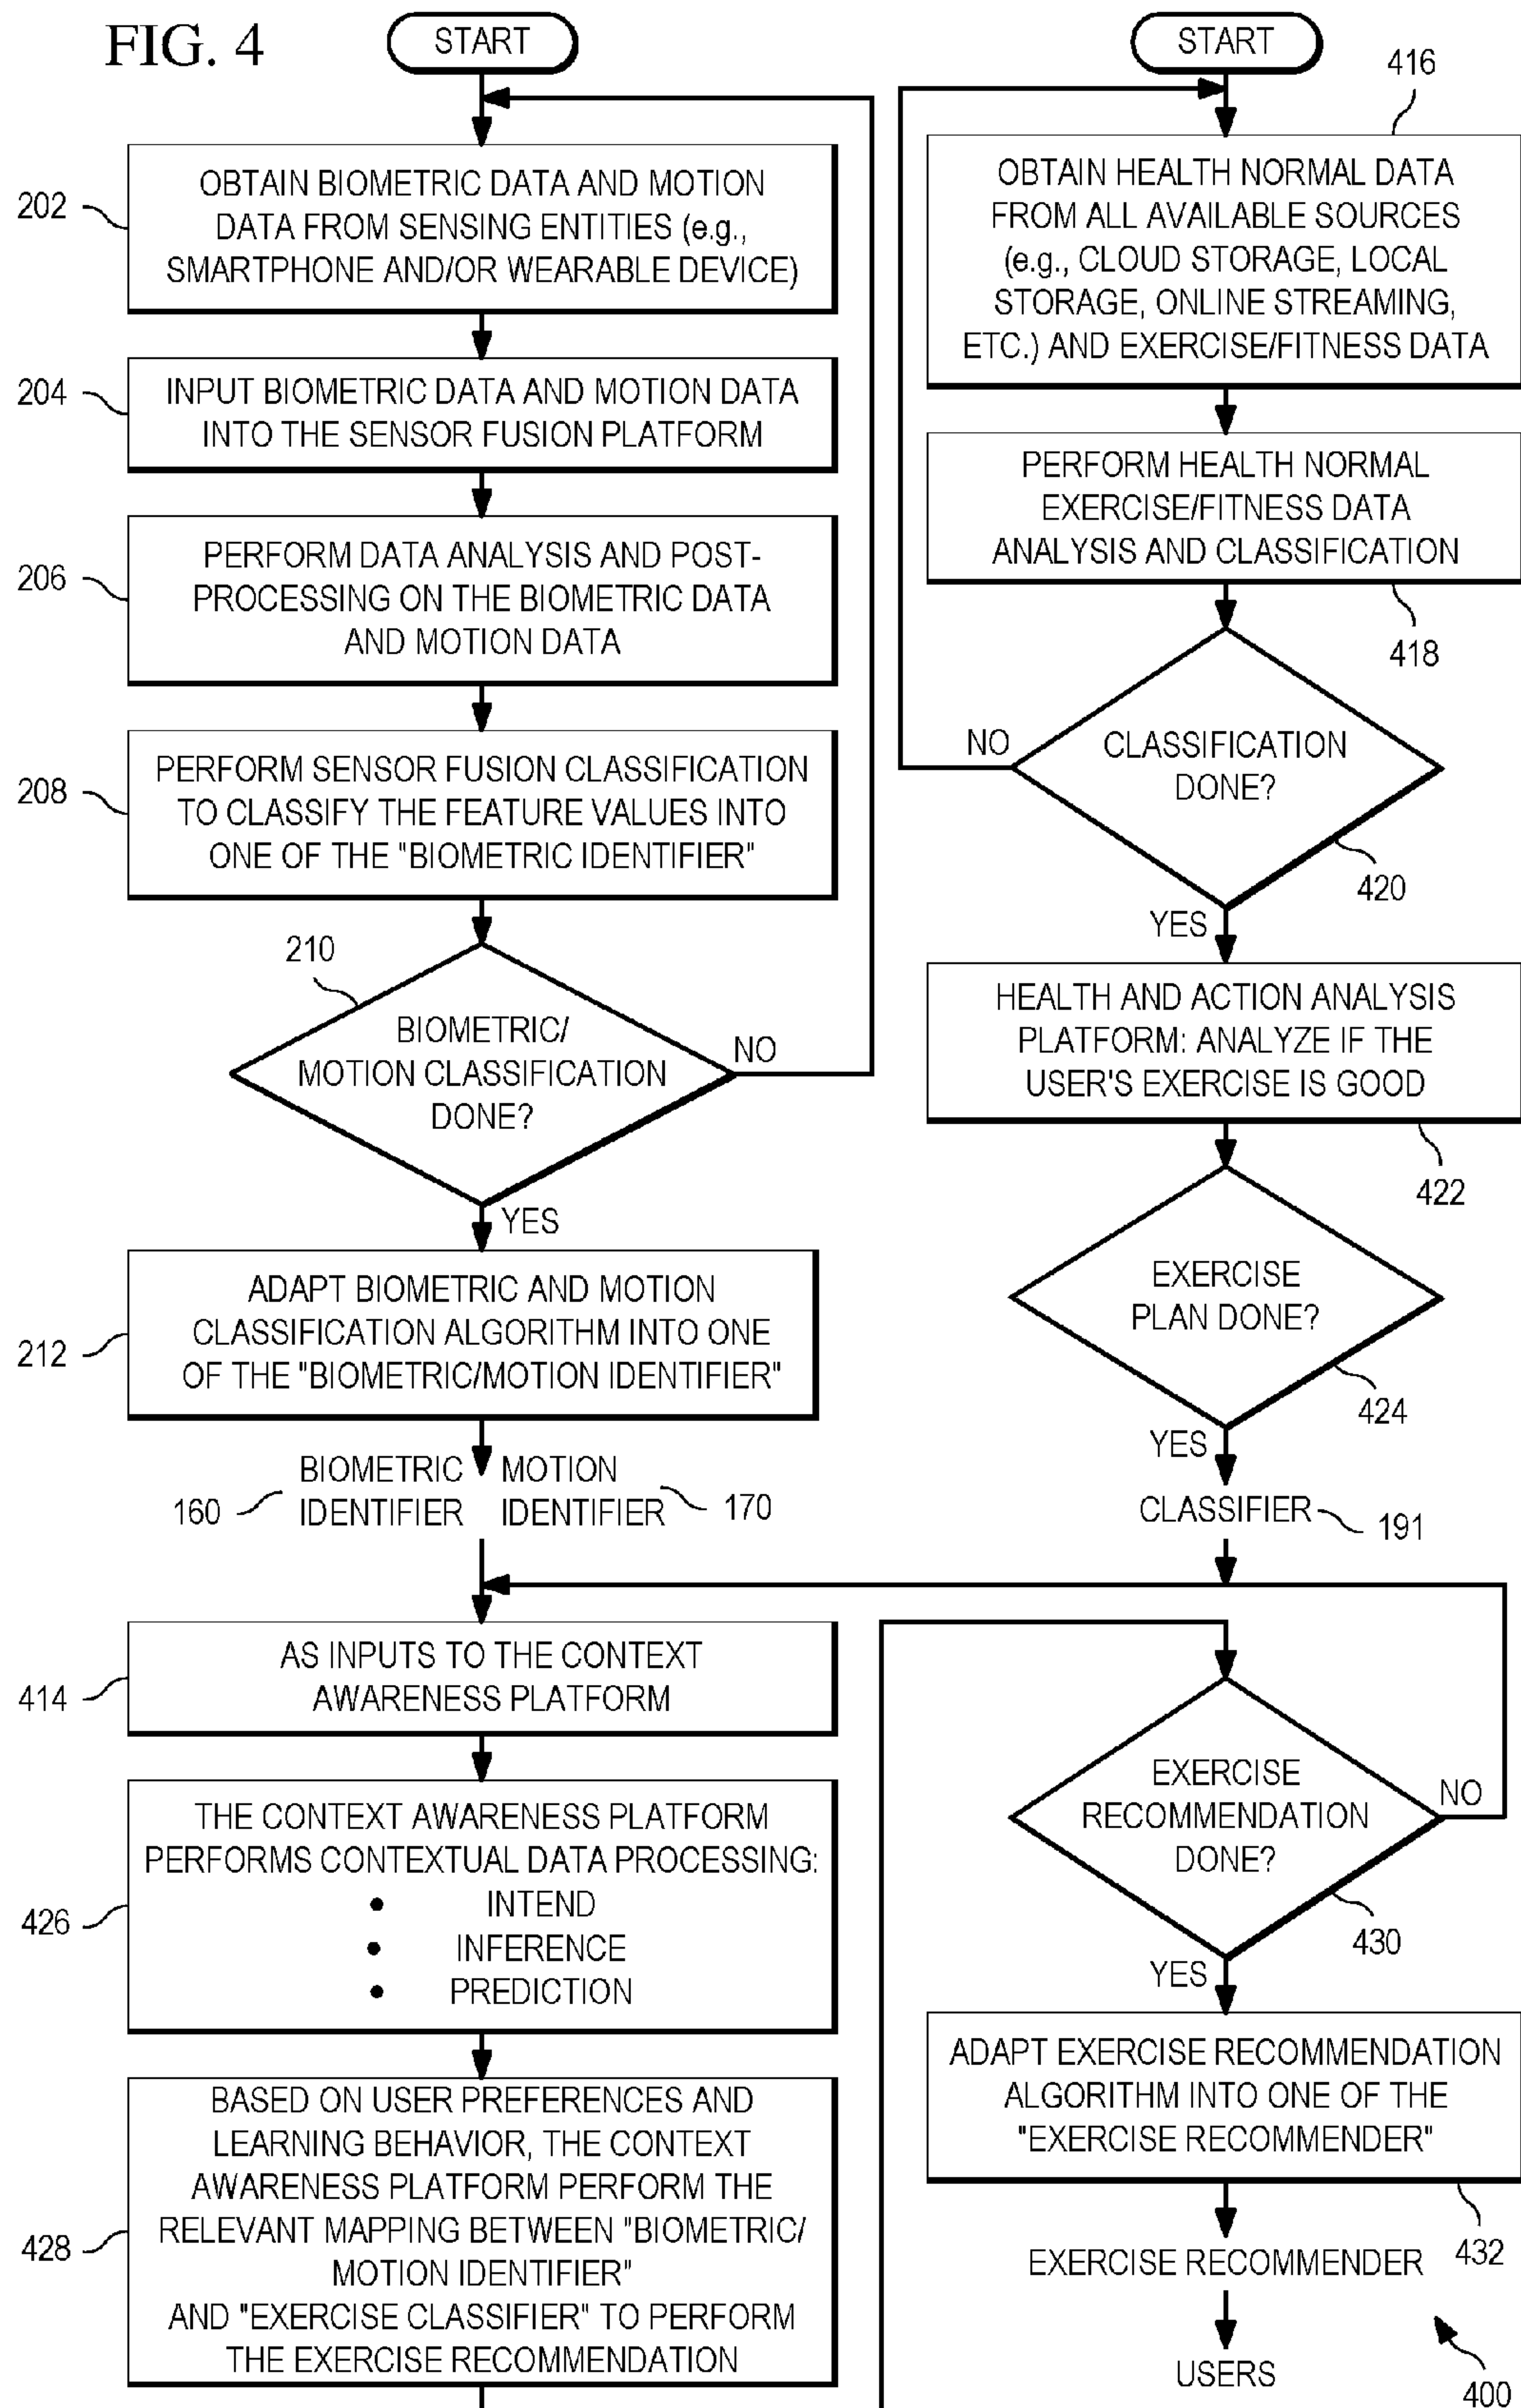 FIG. 4
START
202
OBTAIN BIOMETRIC DATA AND MOTION
DATA FROM SENSING ENTITIES (e.g.,
SMARTPHONE AND/OR WEARABLE DEVICE)
204
INPUT BIOMETRIC DATA AND MOTION DATA
INTO THE SENSOR FUSION PLATFORM
206
PERFORM DATA ANALYSIS AND POST-
PROCESSING ON THE BIOMETRIC DATA
AND MOTION DATA
208
PERFORM SENSOR FUSION CLASSIFICATION
TO CLASSIFY THE FEATURE VALUES INTO
ONE OF THE "BIOMETRIC IDENTIFIER"
210
BIOMETRIC/
MOTION CLASSIFICATION
DONE?
NO
YES
212
ADAPT BIOMETRIC AND MOTION
CLASSIFICATION ALGORITHM INTO ONE
OF THE "BIOMETRIC/MOTION IDENTIFIER"
BIOMETRIC
IDENTIFIER
160
MOTION
IDENTIFIER
170
414
AS INPUTS TO THE CONTEXT
AWARENESS PLATFORM
426
THE CONTEXT AWARENESS PLATFORM
PERFORMS CONTEXTUAL DATA PROCESSING:
• INTEND
• INFERENCE
• PREDICTION
428
BASED ON USER PREFERENCES AND
LEARNING BEHAVIOR, THE CONTEXT
AWARENESS PLATFORM PERFORM THE
RELEVANT MAPPING BETWEEN "BIOMETRIC/
MOTION IDENTIFIER"
AND "EXERCISE CLASSIFIER" TO PERFORM
THE EXERCISE RECOMMENDATION
START
416
OBTAIN HEALTH NORMAL DATA
FROM ALL AVAILABLE SOURCES
(e.g., CLOUD STORAGE, LOCAL
STORAGE, ONLINE STREAMING,
ETC.) AND EXERCISE/FITNESS DATA
PERFORM HEALTH NORMAL
EXERCISE/FITNESS DATA
ANALYSIS AND CLASSIFICATION
418
CLASSIFICATION
DONE?
NO
420
YES
HEALTH AND ACTION ANALYSIS
PLATFORM: ANALYZE IF THE
USER'S EXERCISE IS GOOD
422
EXERCISE
PLAN DONE?
424
YES
CLASSIFIER
191
EXERCISE
RECOMMENDATION
DONE?
NO
430
YES
ADAPT EXERCISE RECOMMENDATION
ALGORITHM INTO ONE OF THE
"EXERCISE RECOMMENDER"
432
EXERCISE RECOMMENDER
USERS
400